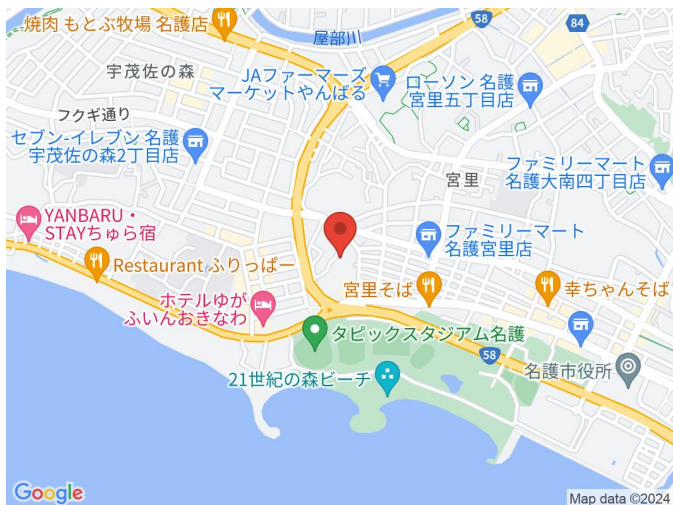 焼肉 もとぶ牧場 名護店
屋部川
58
84
宇茂佐の森
JAファーマーズ
マーケットやんばる
ローソン 名護
宮里五丁目店
フクギ通り
セブン-イレブン 名護
宇茂佐の森2丁目店
宮里
ファミリーマート
名護大南四丁目店
YANBARU・
STAYちゅら宿
ファミリーマート
名護宮里店
Restaurant ふりっぱー
宮里そば
幸ちゃんそば
ホテルゆが
ふいんおきなわ
タピックスタジアム名護
58
名護市役所
21世紀の森ビーチ
Google
Map data ©2024